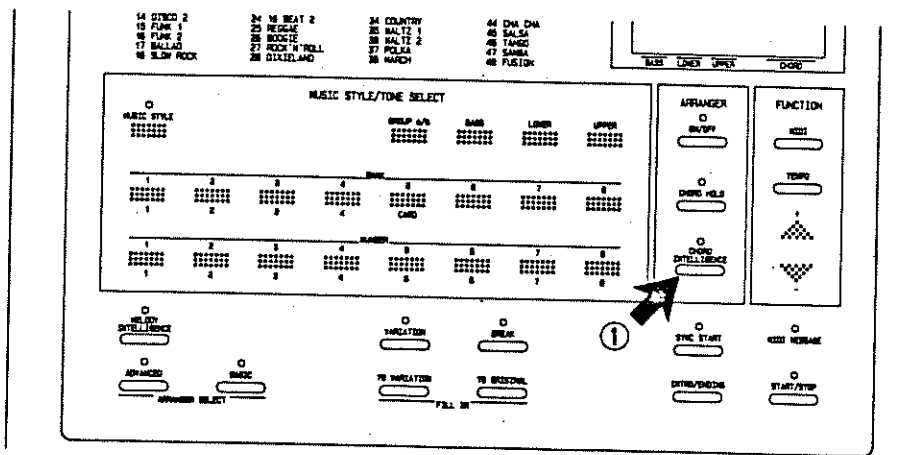 14 DISCO 2
15 FUNK 1
16 FUNK 2
17 BALLAD
18 SLOW ROCK
24 16 BEAT 2
25 REGGAE
26 BOOGIE
27 ROCK'N'ROLL
28 DIXIELAND
34 COUNTRY
35 WALTZ 1
36 WALTZ 2
37 POLKA
38 MARCH
44 CHA CHA
45 SALSA
46 TANGO
47 SAMBA
48 FUSION
BASS LOWER UPPER CHORD
MUSIC STYLE/TONE SELECT
MUSIC STYLE
GROUP a/b BASS LOWER UPPER
BANK
1 2 3 4 5 6 7 8
1 2 3 4 CARD
NUMBER
1 2 3 4 5 6 7 8
1 2 3 4 5 6 7 8
ARRANGER
ON/OFF
CHORD HOLD
CHORD
INTELLIGENCE
FUNCTION
MIDI
TEMPO
+
-
①
MELODY
INTELLIGENCE
VARIATION BREAK
SYNC START MIDI MESSAGE
ADVANCED BASIC
ARRANGER SELECT
TO VARIATION TO ORIGINAL
FILL IN
INTRO/ENDING START/STOP